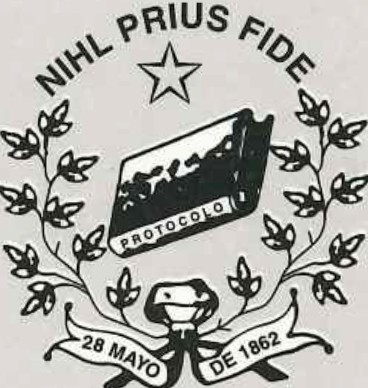 NIHL PRIUS FIDE
PROTOCOLO
28 MAYO DE 1862